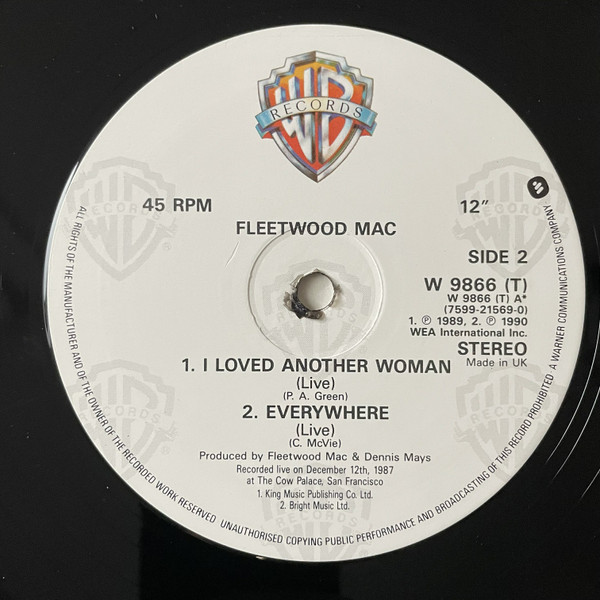 WB
RECORDS
45 RPM
12"
FLEETWOOD MAC
SIDE 2
W 9866 (T)
W 9866 (T) A*
(7599-21569-0)
1. ℗ 1989, 2. ℗ 1990
WEA International Inc.
STEREO
Made in UK
1. I LOVED ANOTHER WOMAN
(Live)
(P. A. Green)
2. EVERYWHERE
(Live)
(C. McVie)
Produced by Fleetwood Mac & Dennis Mays
Recorded live on December 12th, 1987
at The Cow Palace, San Francisco
1. King Music Publishing Co. Ltd.
2. Bright Music Ltd.
ALL RIGHTS OF THE MANUFACTURER AND OF THE OWNER OF THE RECORDED WORK RESERVED UNAUTHORISED COPYING PUBLIC PERFORMANCE AND BROADCASTING OF THIS RECORD PROHIBITED A WARNER COMMUNICATIONS COMPANY